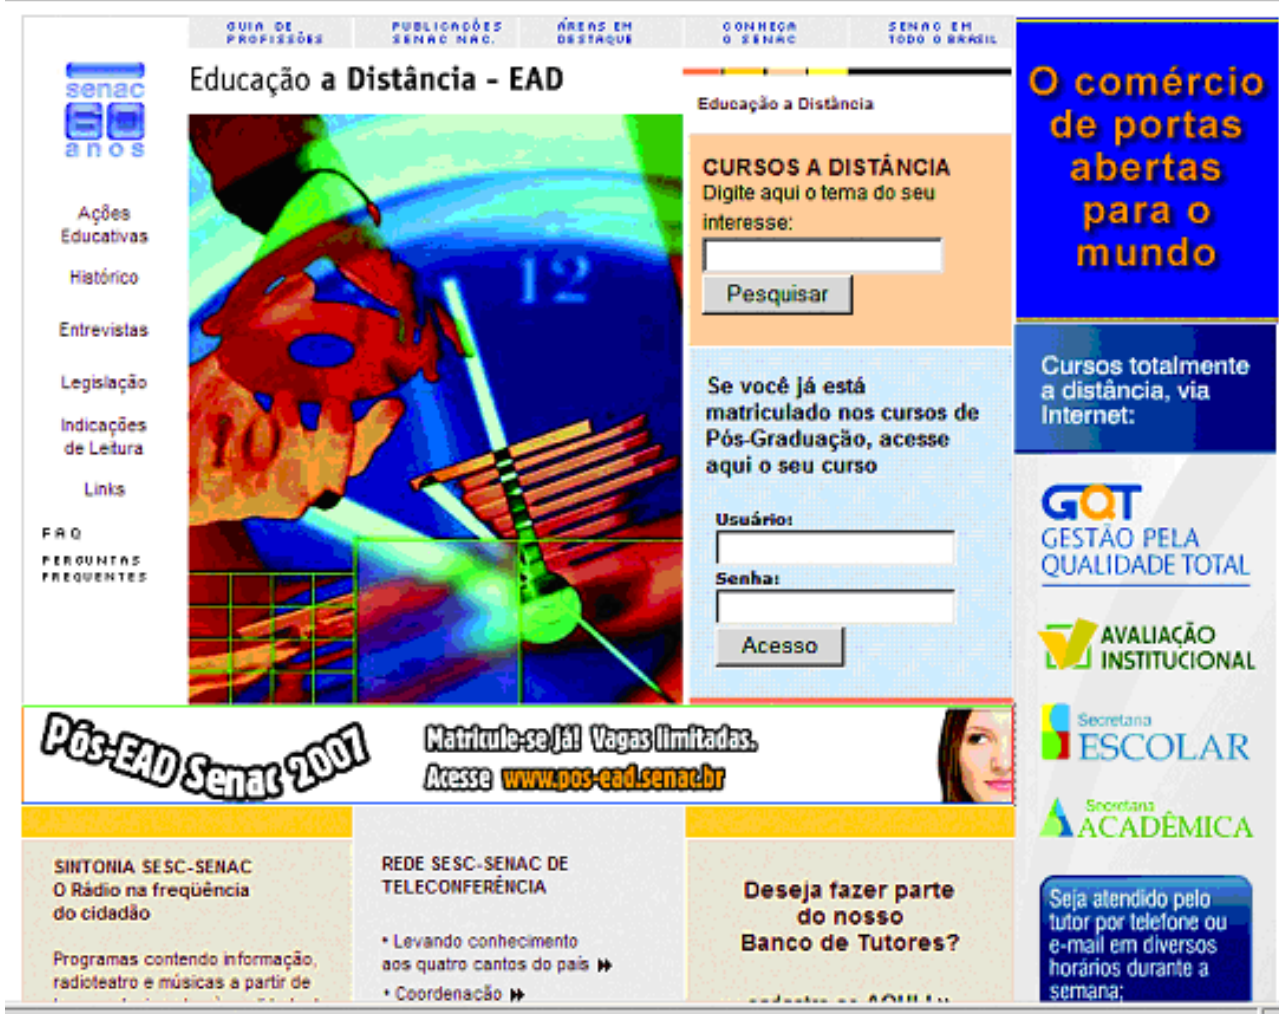 GUIA DE
PROFISSÕES
PUBLICAÇÕES
SENAC NAC.
ÁREAS EM
DESTAQUE
CONHEÇA
O SENAC
SENAC EM
TODO O BRASIL
senac
60
anos
Ações
Educativas
Histórico
Entrevistas
Legislação
Indicações
de Leitura
Links
FAQ
PERGUNTAS
FREQUENTES
Educação a Distância - EAD
12
10
Educação a Distância
CURSOS A DISTÂNCIA
Digite aqui o tema do seu
interesse:
Pesquisar
Se você já está
matriculado nos cursos de
Pós-Graduação, acesse
aqui o seu curso
Usuário:
Senha:
Acesso
O comércio
de portas
abertas
para o
mundo
Cursos totalmente
a distância, via
Internet:
GQT
GESTÃO PELA
QUALIDADE TOTAL
AVALIAÇÃO
INSTITUCIONAL
Secretaria
ESCOLAR
Secretaria
ACADÊMICA
Seja atendido pelo
tutor por telefone ou
e-mail em diversos
horários durante a
semana;
Pós-EAD Senac 2007
Matricule-se já! Vagas limitadas.
Acesse www.pos-ead.senac.br
SINTONIA SESC-SENAC
O Rádio na freqüência
do cidadão
Programas contendo informação,
radioteatro e músicas a partir de
REDE SESC-SENAC DE
TELECONFERÊNCIA
• Levando conhecimento
aos quatro cantos do país
• Coordenação
Deseja fazer parte
do nosso
Banco de Tutores?